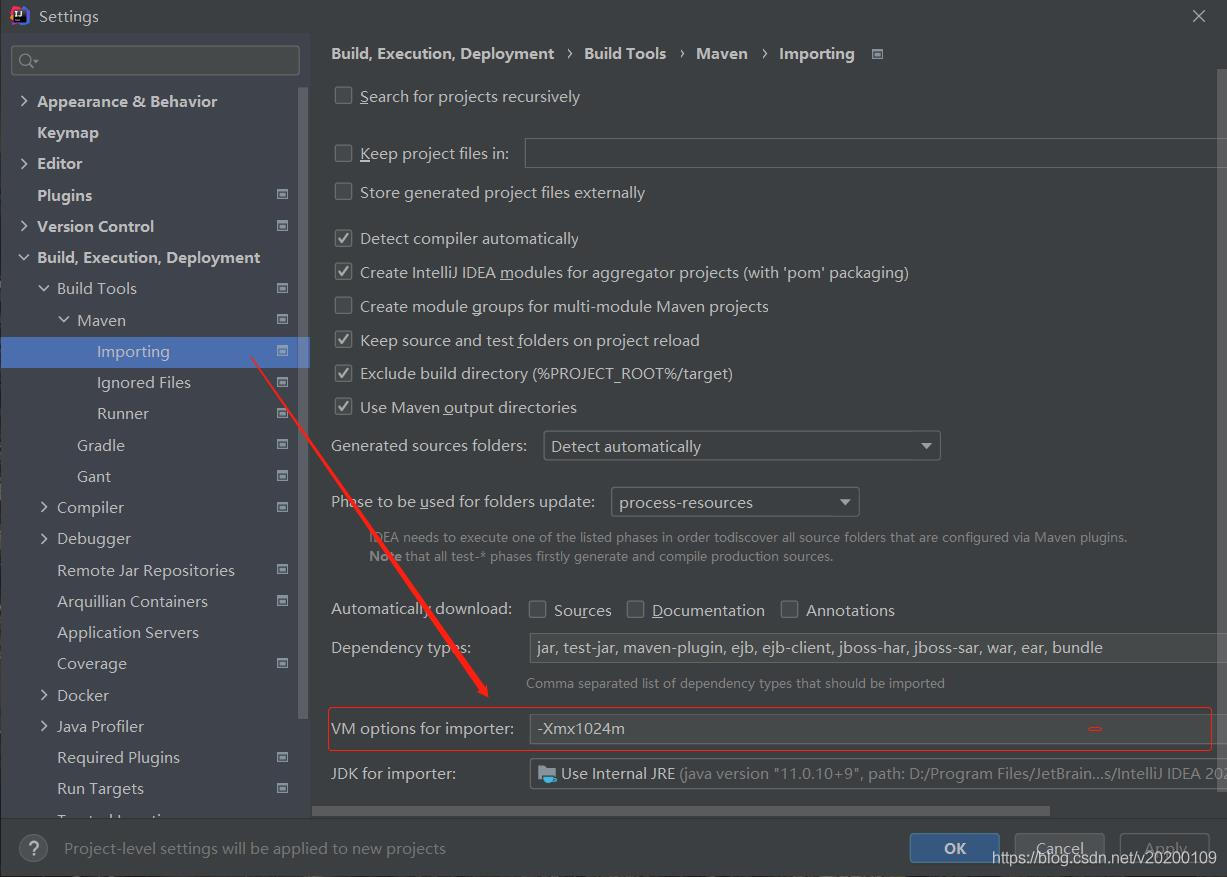 Settings
Appearance & Behavior
Keymap
Editor
Plugins
Version Control
Build, Execution, Deployment
Build Tools
Maven
Importing
Ignored Files
Runner
Gradle
Gant
Compiler
Debugger
Remote Jar Repositories
Arquillian Containers
Application Servers
Coverage
Docker
Java Profiler
Required Plugins
Run Targets
Build, Execution, Deployment › Build Tools › Maven › Importing
Search for projects recursively
Keep project files in:
Store generated project files externally
Detect compiler automatically
Create IntelliJ IDEA modules for aggregator projects (with 'pom' packaging)
Create module groups for multi-module Maven projects
Keep source and test folders on project reload
Exclude build directory (%PROJECT_ROOT%/target)
Use Maven output directories
Generated sources folders: Detect automatically
Phase to be used for folders update: process-resources
IDEA needs to execute one of the listed phases in order todiscover all source folders that are configured via Maven plugins.
Note that all test-* phases firstly generate and compile production sources.
Automatically download: Sources Documentation Annotations
Dependency types: jar, test-jar, maven-plugin, ejb, ejb-client, jboss-har, jboss-sar, war, ear, bundle
Comma separated list of dependency types that should be imported
VM options for importer: -Xmx1024m
JDK for importer: Use Internal JRE (java version "11.0.10+9", path: D:/Program Files/JetBrain...s/IntelliJ IDEA 202
? Project-level settings will be applied to new projects
OK Cancel Apply
https://blog.csdn.net/v20200109